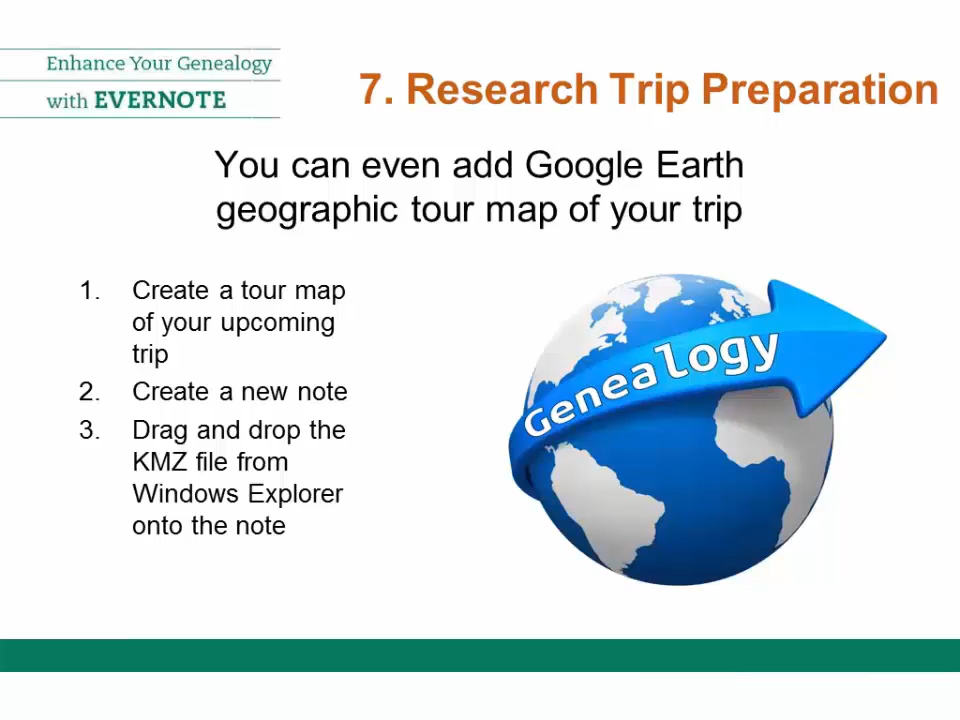 Enhance Your Genealogy
with EVERNOTE
7. Research Trip Preparation
You can even add Google Earth
geographic tour map of your trip
1. Create a tour map
of your upcoming
trip
2. Create a new note
3. Drag and drop the
KMZ file from
Windows Explorer
onto the note
Genealogy